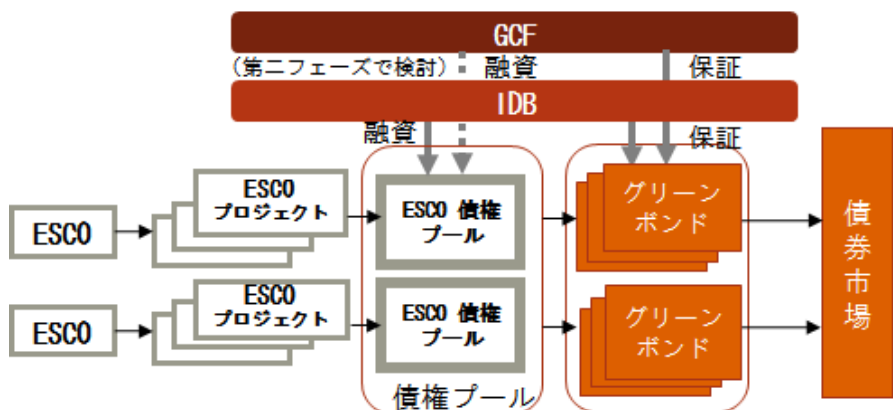 GCF
(第二フェーズで検討) 融資 保証
IDB
融資 保証
ESCO
ESCO
プロジェクト
ESCO 債権
プール
グリーン
ボンド
債券市場
ESCO
ESCO
プロジェクト
ESCO 債権
プール
グリーン
ボンド
債権プール